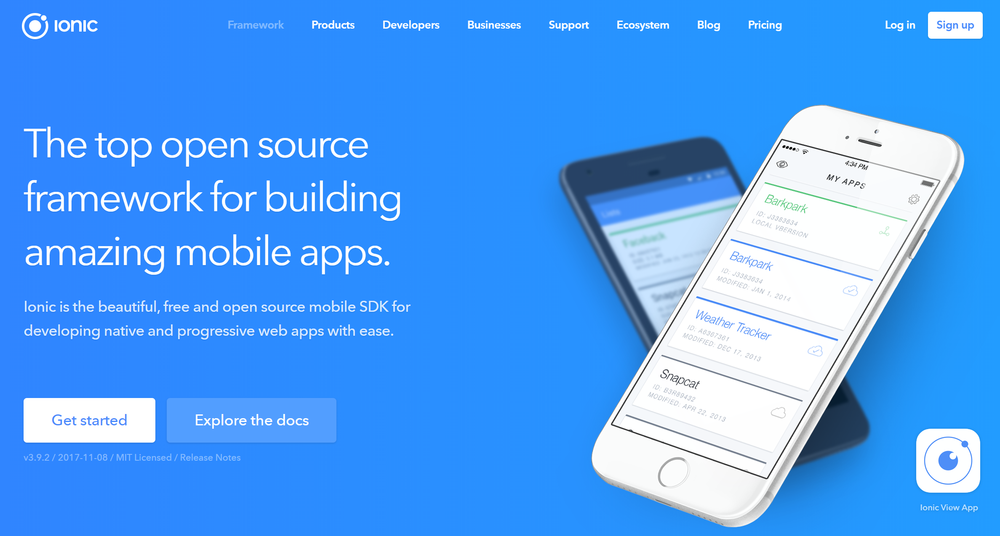 ionic
Framework
Products
Developers
Businesses
Support
Ecosystem
Blog
Pricing
Log in
Sign up
The top open source
framework for building
amazing mobile apps.
Ionic is the beautiful, free and open source mobile SDK for
developing native and progressive web apps with ease.
Get started
Explore the docs
v3.9.2 / 2017-11-08 / MIT Licensed / Release Notes
Lists
Faceback
Snapcat
4:34 PM
MY APPS
Barkpark
ID: J3383634
LOCAL VBERSION
Barkpark
ID: J3383634
MODIFIED: JAN 1, 2014
Weather Tracker
ID: A6367361
MODIFIED: DEC 17, 2013
Snapcat
ID: B3R89432
MODIFIED: APR 22, 2013
Ionic View App